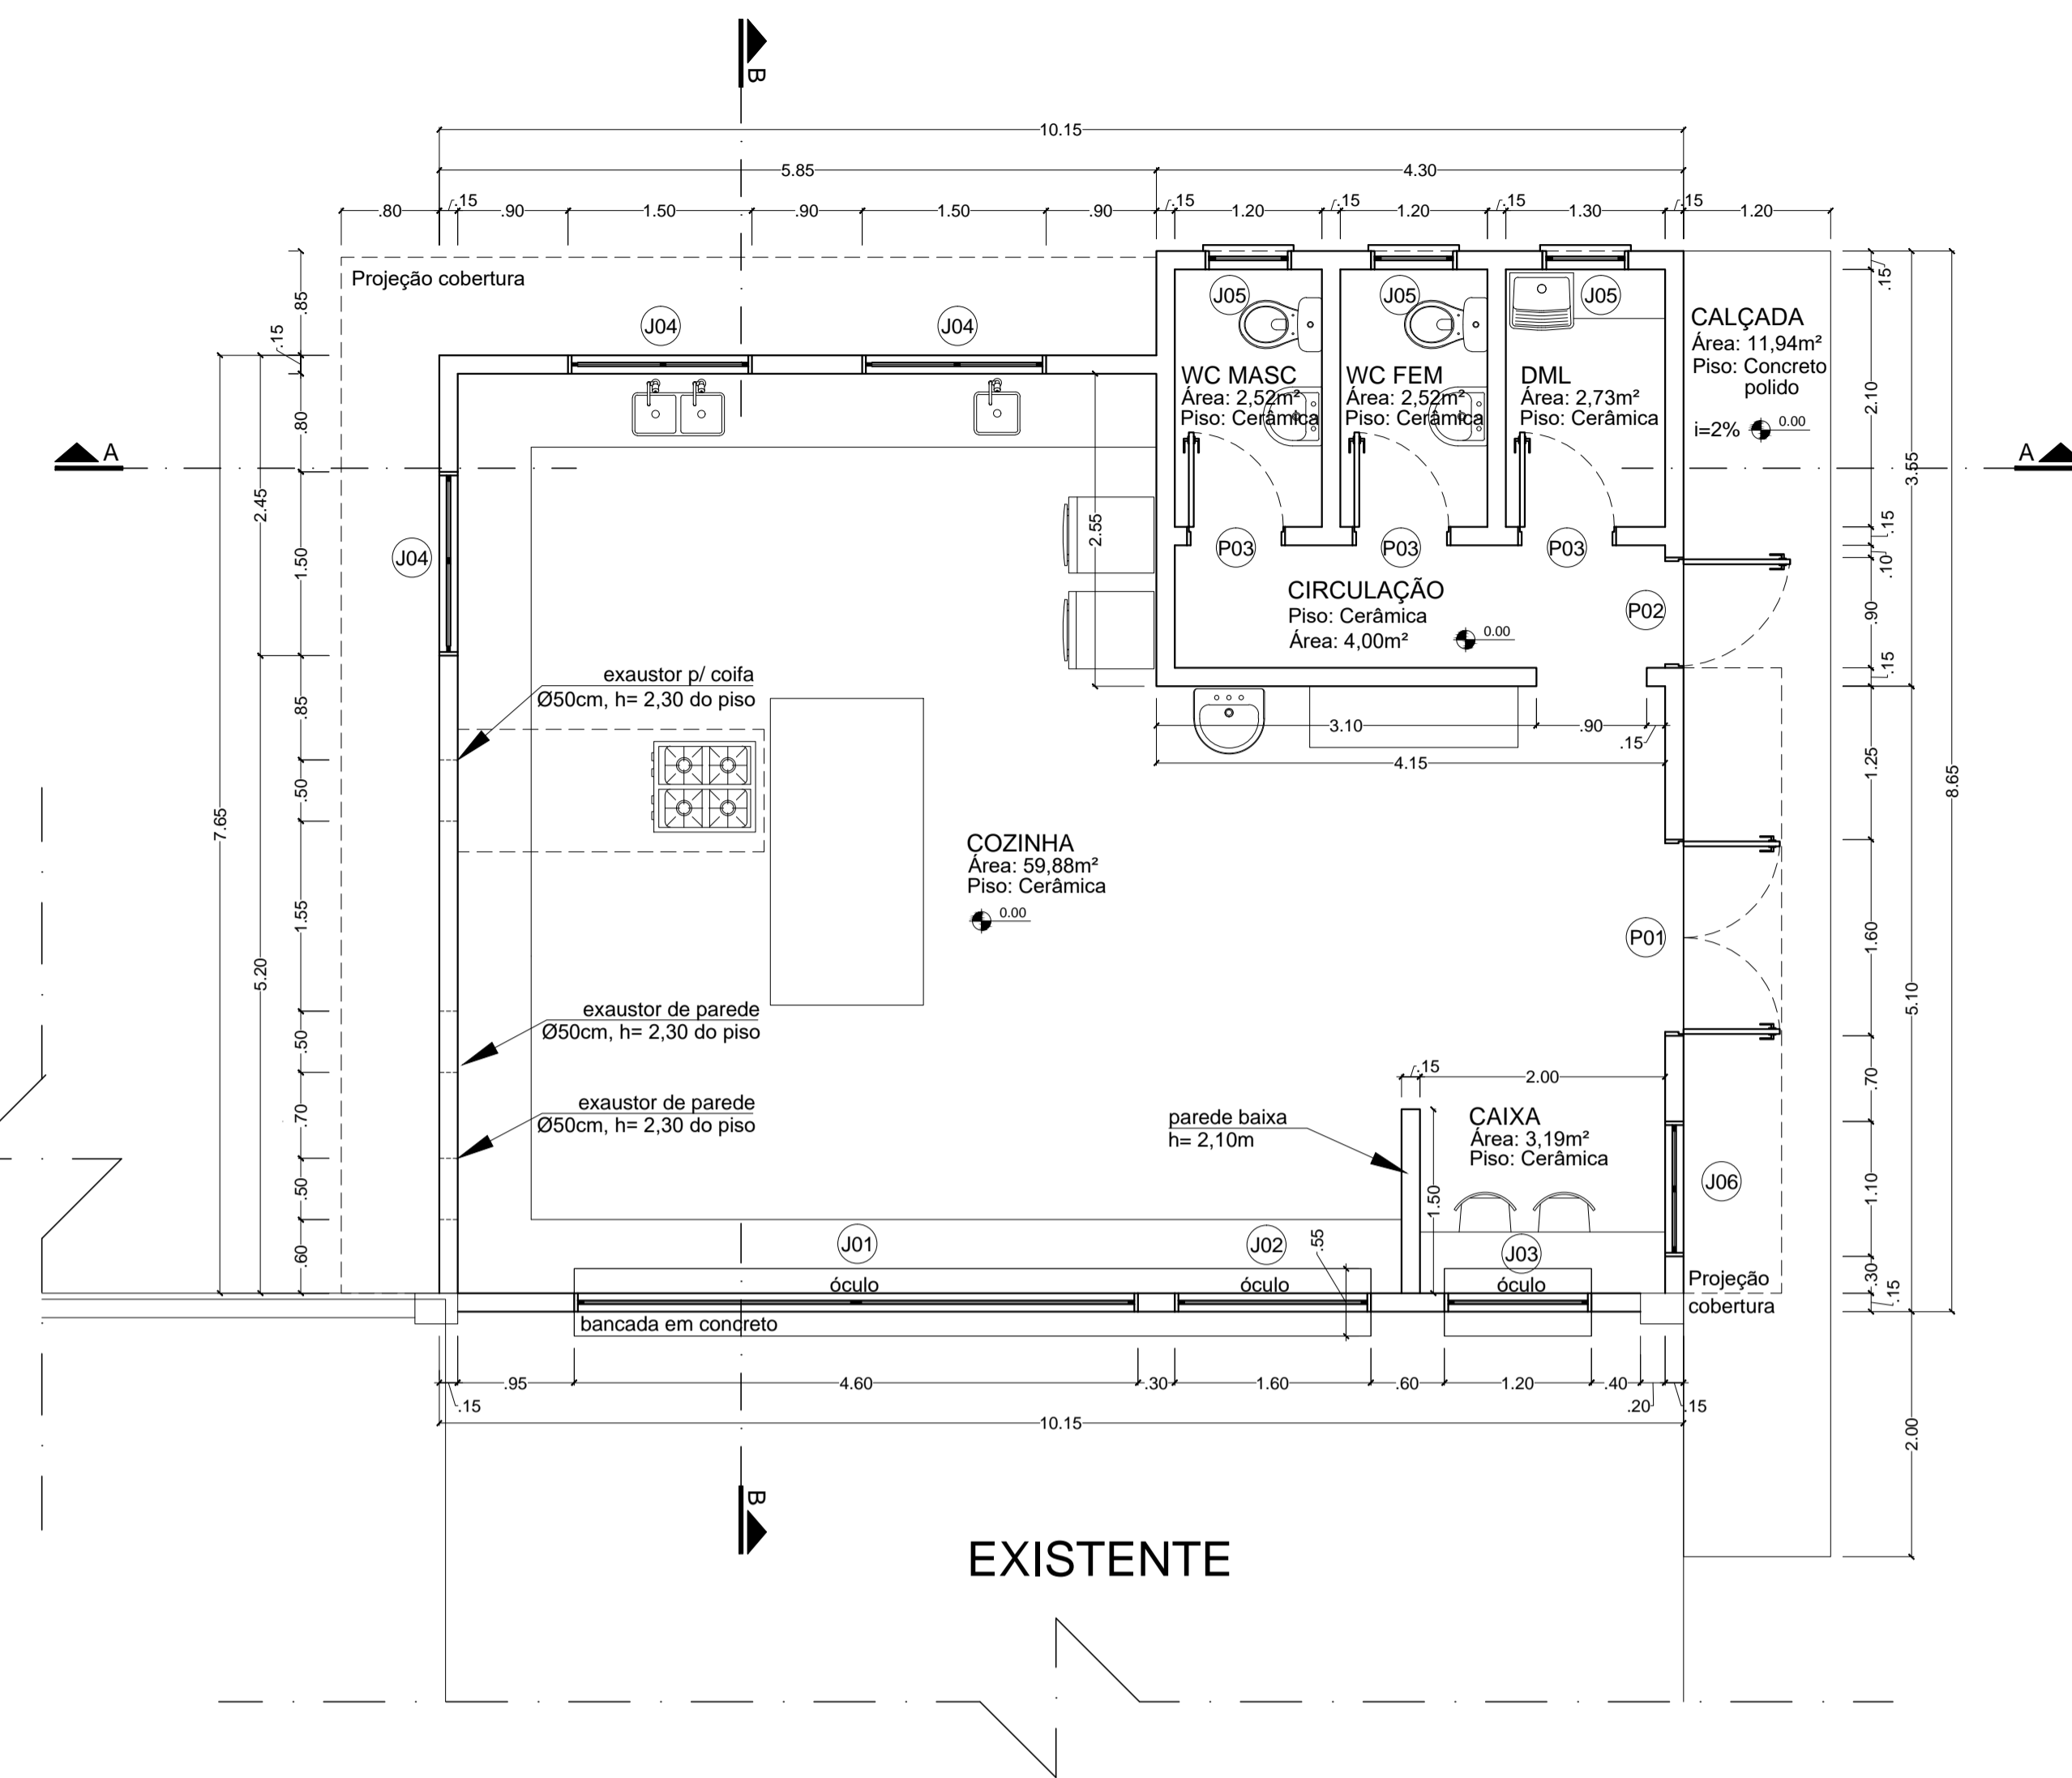 B
10.15
5.85
4.30
.80
.15
.90
1.50
.90
1.50
.90
.15
1.20
.15
1.20
.15
1.30
.15
1.20
Projeção cobertura
.85
.15
J04
J04
J05
J05
J05
.15
CALÇADA
Área: 11,94m²
Piso: Concreto
polido
i=2%
0.00
WC MASC
Área: 2,52m²
Piso: Cerâmica
WC FEM
Área: 2,52m²
Piso: Cerâmica
DML
Área: 2,73m²
Piso: Cerâmica
2.10
.80
A
A
3.55
2.45
2.55
1.50
J04
P03
P03
P03
.15
.10
CIRCULAÇÃO
Piso: Cerâmica
Área: 4,00m²
0.00
P02
.90
.15
exaustor p/ coifa
Ø50cm, h= 2,30 do piso
.85
3.10
.90
.15
4.15
1.25
.50
7.65
8.65
COZINHA
Área: 59,88m²
Piso: Cerâmica
0.00
1.55
P01
1.60
5.20
5.10
exaustor de parede
Ø50cm, h= 2,30 do piso
.50
.15
2.00
.70
exaustor de parede
Ø50cm, h= 2,30 do piso
.70
parede baixa
h= 2,10m
CAIXA
Área: 3,19m²
Piso: Cerâmica
J06
1.10
.50
1.50
J01
J02
.55
J03
.60
óculo
óculo
óculo
Projeção
cobertura
.30
.15
bancada em concreto
.15
.95
4.60
.30
1.60
.60
1.20
.40
.20
.15
10.15
2.00
B
EXISTENTE